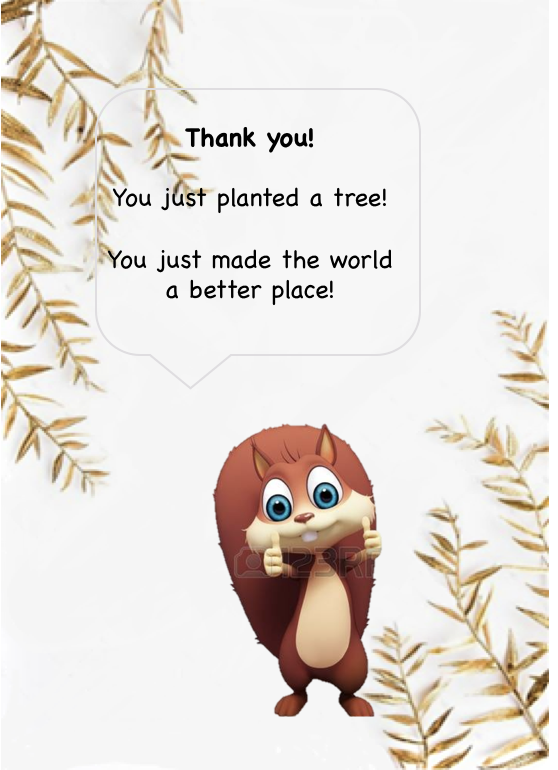 Thank you!
You just planted a tree!
You just made the world
a better place!
123RF